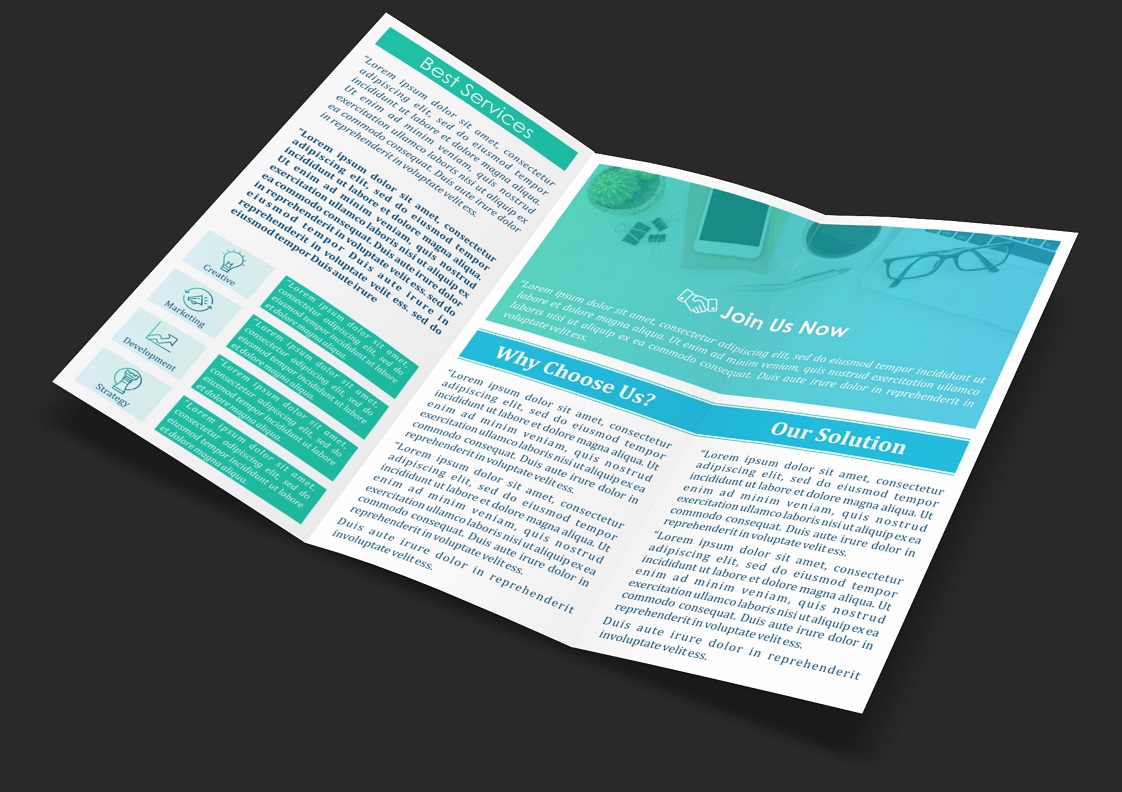 Best Services
"Lorem ipsum dolor sit amet, consectetur
adipiscing elit, sed do eiusmod tempor
incididunt ut labore et dolore magna aliqua.
Ut enim ad minim veniam, quis nostrud
exercitation ullamco laboris nisi ut aliquip ex
ea commodo consequat. Duis aute irure dolor
in reprehenderit in voluptate velit ess.
"Lorem ipsum dolor sit amet, consectetur
adipiscing elit, sed do eiusmod tempor
incididunt ut labore et dolore magna aliqua.
Ut enim ad minim veniam, quis nostrud
exercitation ullamco laboris nisi ut aliquip ex
ea commodo consequat. Duis aute irure dolor
in reprehenderit in voluptate velit ess. sed do
eiusmod tempor Duis aute irure in
reprehenderit in voluptate velit ess. sed do
eiusmod tempor Duis aute irure
Creative
"Lorem ipsum dolor sit amet,
consectetur adipiscing elit, sed do
eiusmod tempor incididunt ut labore
et dolore magna aliqua.
Marketing
"Lorem ipsum dolor sit amet,
consectetur adipiscing elit, sed do
eiusmod tempor incididunt ut labore
et dolore magna aliqua.
Development
"Lorem ipsum dolor sit amet,
consectetur adipiscing elit, sed do
eiusmod tempor incididunt ut labore
et dolore magna aliqua.
Strategy
"Lorem ipsum dolor sit amet,
consectetur adipiscing elit, sed do
eiusmod tempor incididunt ut labore
et dolore magna aliqua.
Join Us Now
"Lorem ipsum dolor sit amet, consectetur adipiscing elit, sed do eiusmod tempor incididunt ut
labore et dolore magna aliqua. Ut enim ad minim veniam, quis nostrud exercitation ullamco
laboris nisi ut aliquip ex ea commodo consequat. Duis aute irure dolor in reprehenderit in
voluptate velit ess.
Why Choose Us?
"Lorem ipsum dolor sit amet, consectetur
adipiscing elit, sed do eiusmod tempor
incididunt ut labore et dolore magna aliqua. Ut
enim ad minim veniam, quis nostrud
exercitation ullamco laboris nisi ut aliquip ex ea
commodo consequat. Duis aute irure dolor in
reprehenderit in voluptate velit ess.
"Lorem ipsum dolor sit amet, consectetur
adipiscing elit, sed do eiusmod tempor
incididunt ut labore et dolore magna aliqua. Ut
enim ad minim veniam, quis nostrud
exercitation ullamco laboris nisi ut aliquip ex ea
commodo consequat. Duis aute irure dolor in
reprehenderit in voluptate velit ess.
Duis aute irure dolor in reprehenderit
involuptate velit ess.
Our Solution
"Lorem ipsum dolor sit amet, consectetur
adipiscing elit, sed do eiusmod tempor
incididunt ut labore et dolore magna aliqua. Ut
enim ad minim veniam, quis nostrud
exercitation ullamco laboris nisi ut aliquip ex ea
commodo consequat. Duis aute irure dolor in
reprehenderit in voluptate velit ess.
"Lorem ipsum dolor sit amet, consectetur
adipiscing elit, sed do eiusmod tempor
incididunt ut labore et dolore magna aliqua. Ut
enim ad minim veniam, quis nostrud
exercitation ullamco laboris nisi ut aliquip ex ea
commodo consequat. Duis aute irure dolor in
reprehenderit in voluptate velit ess.
Duis aute irure dolor in reprehenderit
involuptate velit ess.